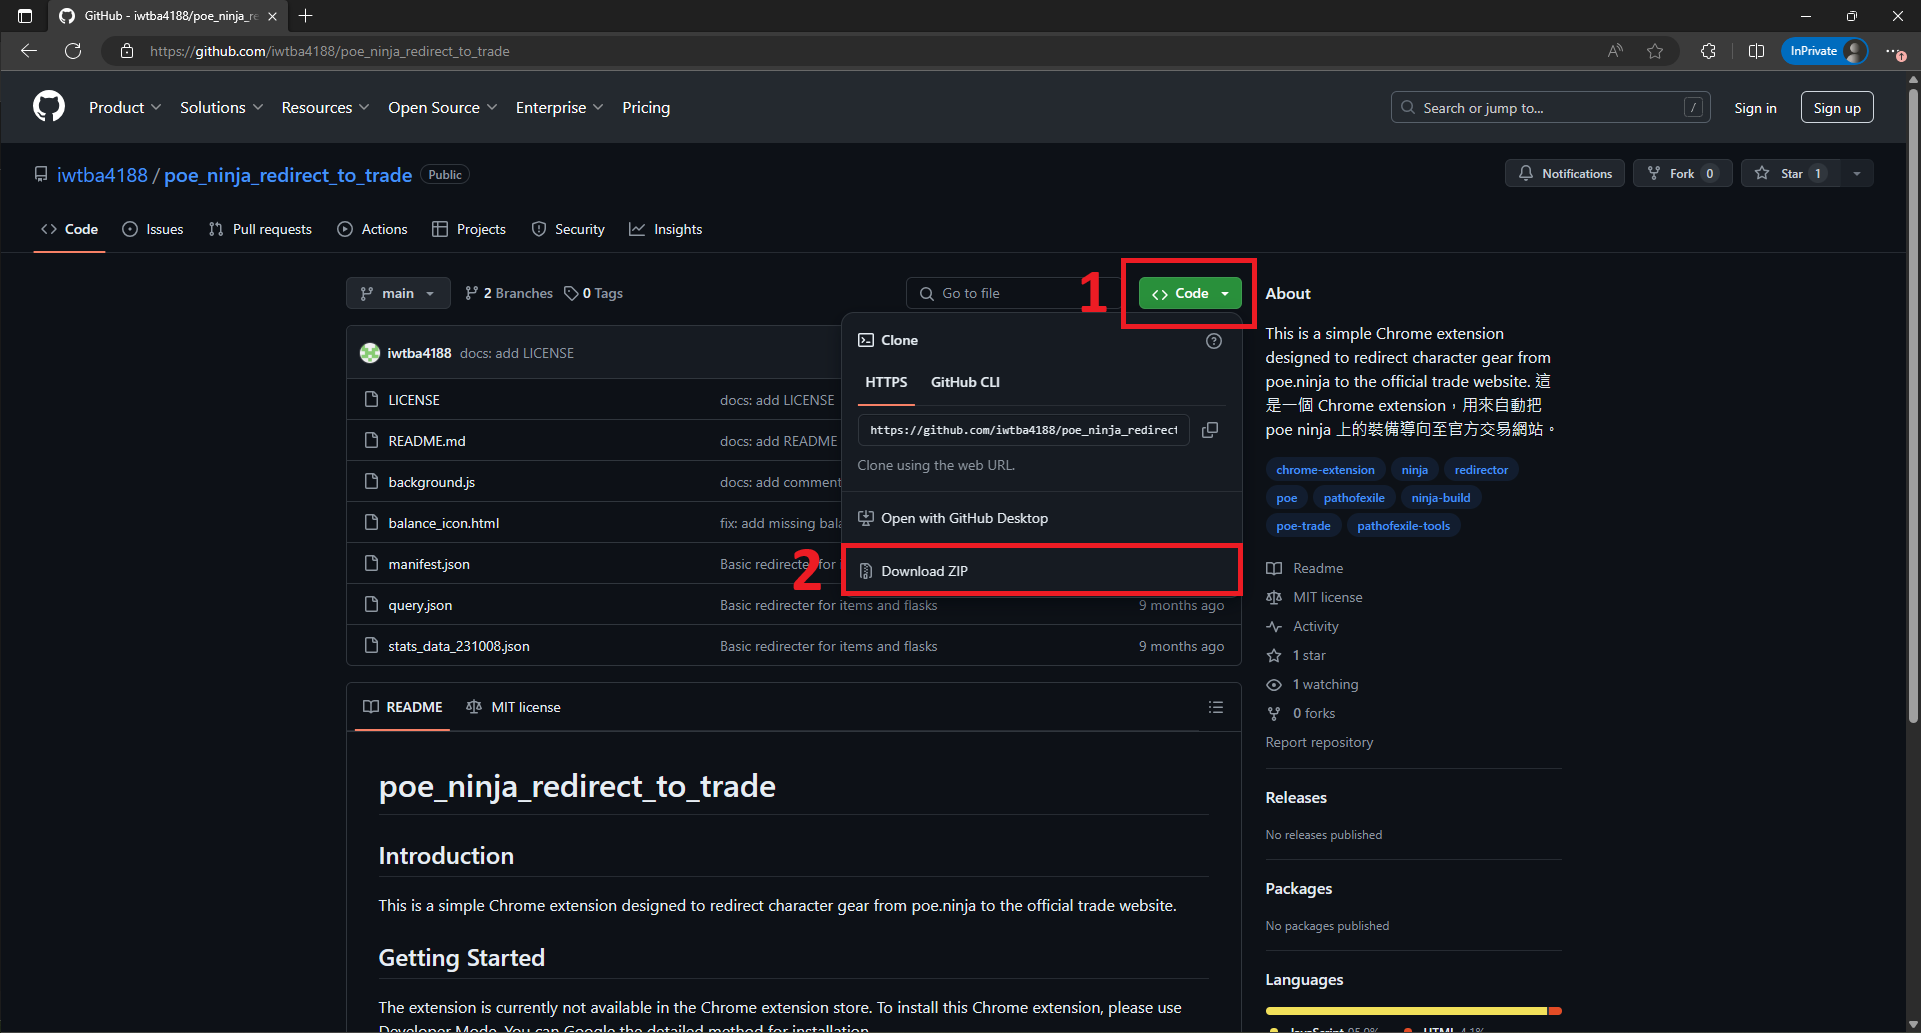 GitHub - iwtba4188/poe_ninja_re
https://github.com/iwtba4188/poe_ninja_redirect_to_trade
InPrivate
Product
Solutions
Resources
Open Source
Enterprise
Pricing
Search or jump to...
/
Sign in
Sign up
iwtba4188 / poe_ninja_redirect_to_trade
Public
Notifications
Fork 0
Star 1
Code
Issues
Pull requests
Actions
Projects
Security
Insights
main
2 Branches
0 Tags
Go to file
1
Code
iwtba4188 docs: add LICENSE
LICENSE docs: add LICENSE
README.md docs: add README
background.js docs: add comment
balance_icon.html fix: add missing bala
manifest.json Basic redirecter for i
query.json Basic redirecter for items and flasks 9 months ago
stats_data_231008.json Basic redirecter for items and flasks 9 months ago
Clone
HTTPS
GitHub CLI
https://github.com/iwtba4188/poe_ninja_redirect
Clone using the web URL.
Open with GitHub Desktop
2
Download ZIP
README
MIT license
poe_ninja_redirect_to_trade
Introduction
This is a simple Chrome extension designed to redirect character gear from poe.ninja to the official trade website.
Getting Started
The extension is currently not available in the Chrome extension store. To install this Chrome extension, please use
Developer Mode. You can Google the detailed method for installation.
About
This is a simple Chrome extension
designed to redirect character gear from
poe.ninja to the official trade website. 這
是一個 Chrome extension，用來自動把
poe ninja 上的裝備導向至官方交易網站。
chrome-extension
ninja
redirector
poe
pathofexile
ninja-build
poe-trade
pathofexile-tools
Readme
MIT license
Activity
1 star
1 watching
0 forks
Report repository
Releases
No releases published
Packages
No packages published
Languages
JavaScript 95.9%
HTML 4.1%